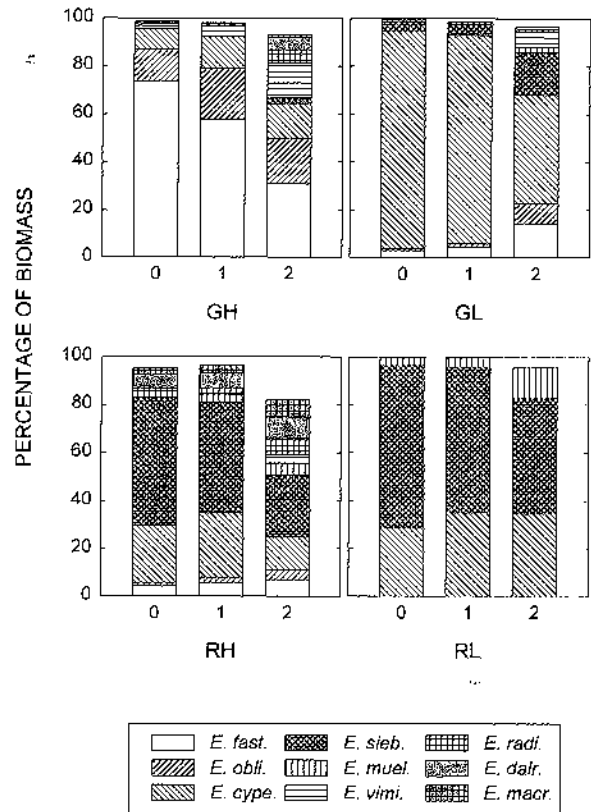 PERCENTAGE OF BIOMASS
100
80
60
40
20
0
0 1 2
GH
0 1 2
GL
100
80
60
40
20
0
0 1 2
RH
0 1 2
RL
E. fast. E. sieb. E. radi.
E. obli. E. muel. E. dalr.
E. cype. E. vimi. E. macr.